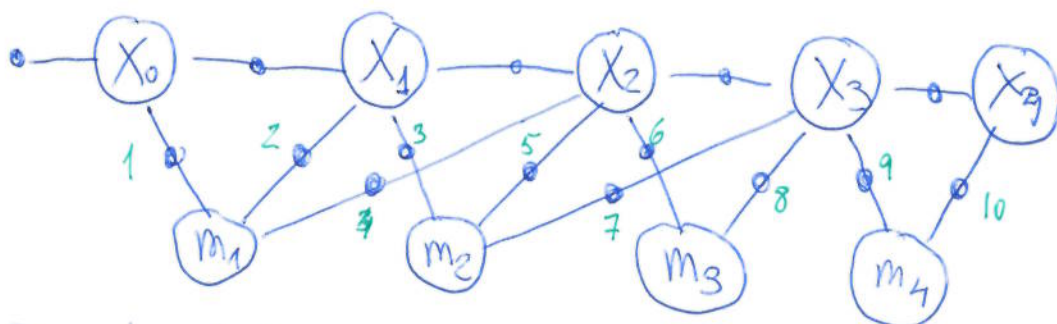 X₀ X₁ X₂ X₃ X₄
1 2 3 4 5 6 7 8 9 10
m₁ m₂ m₃ m₄